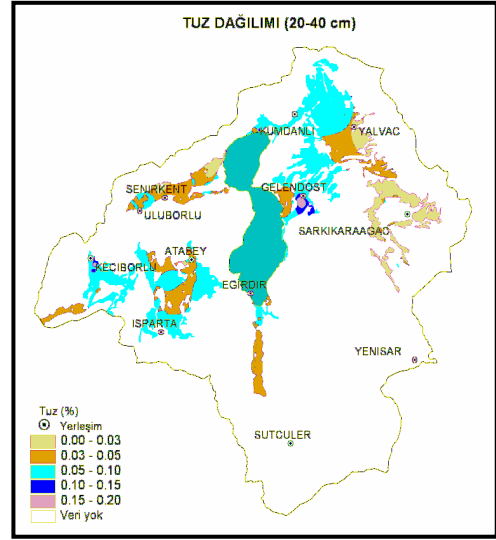 TUZ DAĞILIMI (20-40 cm)
KUMDANLI
YALVAC
SENIRKENT
GELENDOST
ULUBORLU
SARKIKARAAGAC
ATABEY
KECIBORLU
EGIRDIR
ISPARTA
YENISAR
SUTCULER
Tuz (%)
Yerleşim
0.00 - 0.03
0.03 - 0.05
0.05 - 0.10
0.10 - 0.15
0.15 - 0.20
Veri yok